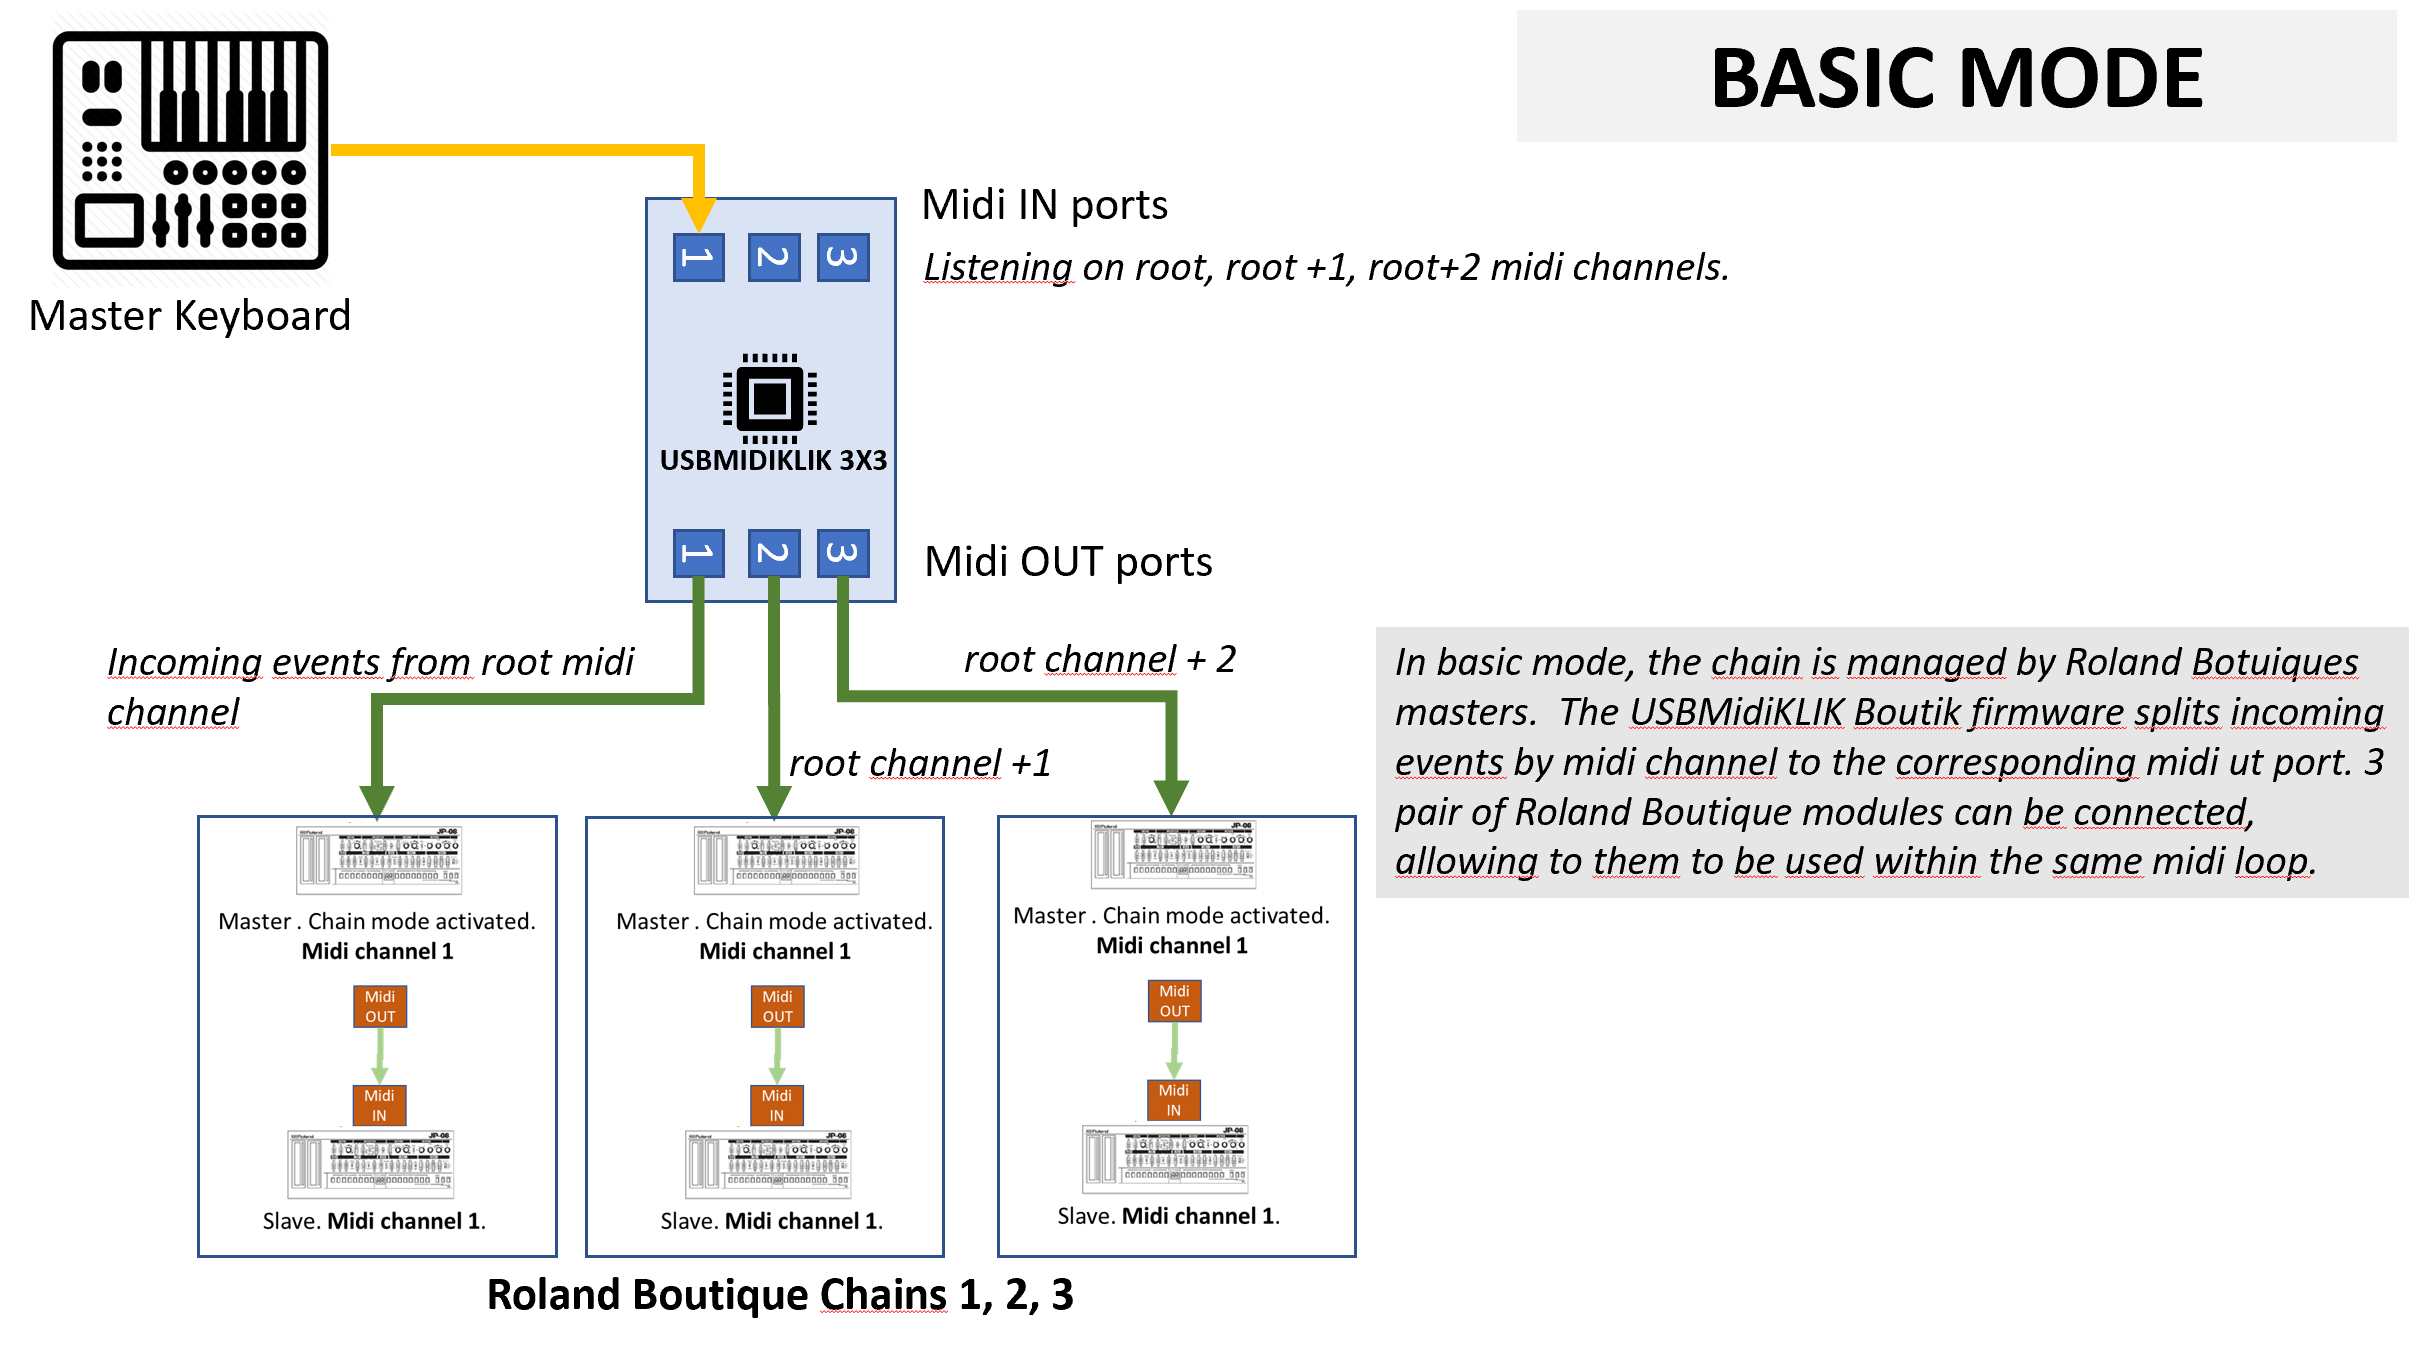 BASIC MODE
Master Keyboard
Midi IN ports
Listening on root, root +1, root+2 midi channels.
1 2 3
USBMIDIKLIK 3X3
1 2 3
Midi OUT ports
Incoming events from root midi
channel
root channel +1
root channel + 2
In basic mode, the chain is managed by Roland Botuiques
masters.  The USBMidiKLIK Boutik firmware splits incoming
events by midi channel to the corresponding midi ut port. 3
pair of Roland Boutique modules can be connected,
allowing to them to be used within the same midi loop.
Roland JP-08
Master . Chain mode activated.
Midi channel 1
Midi
OUT
Midi
IN
Roland JP-08
Slave. Midi channel 1.
Roland JP-08
Master . Chain mode activated.
Midi channel 1
Midi
OUT
Midi
IN
Roland JP-08
Slave. Midi channel 1.
Roland JP-08
Master . Chain mode activated.
Midi channel 1
Midi
OUT
Midi
IN
Roland JP-08
Slave. Midi channel 1.
Roland Boutique Chains 1, 2, 3